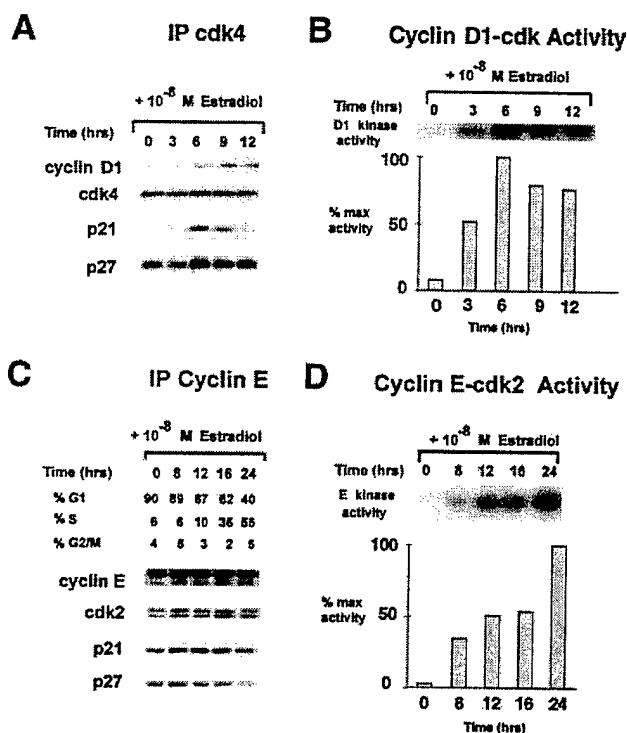 A IP cdk4
+ 10-8 M Estradiol
Time (hrs)
0 3 6 9 12
cyclin D1
cdk4
p21
p27
B Cyclin D1-cdk Activity
+ 10-8 M Estradiol
Time (hrs)
0 3 6 9 12
D1 kinase
activity
100
% max
activity
50
0
0 3 6 9 12
Time (hrs)
C IP Cyclin E
+ 10-8 M Estradiol
Time (hrs) 0 8 12 16 24
% G1 90 89 87 62 40
% S 6 6 10 36 55
% G2/M 4 5 3 2 5
cyclin E
cdk2
p21
p27
D Cyclin E-cdk2 Activity
+ 10-8 M Estradiol
Time (hrs) 0 8 12 16 24
E kinase
activity
100
% max
activity
50
0
0 8 12 16 24
Time (hrs)